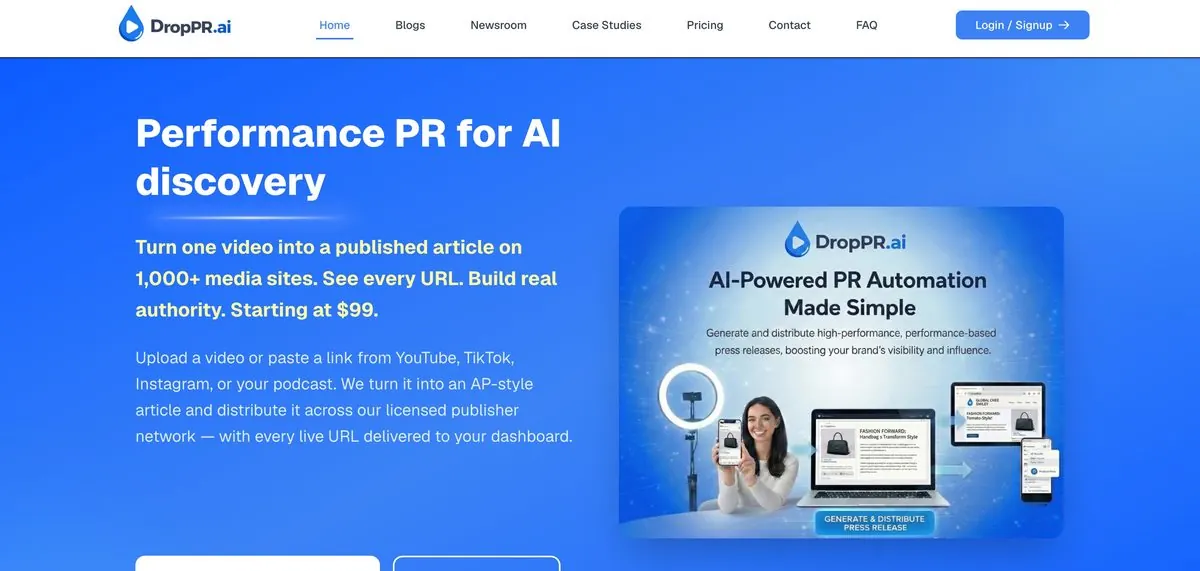 DropPR.ai
Home
Blogs
Newsroom
Case Studies
Pricing
Contact
FAQ
Login / Signup →
Performance PR for AI
discovery
Turn one video into a published article on
1,000+ media sites. See every URL. Build real
authority. Starting at $99.
Upload a video or paste a link from YouTube, TikTok,
Instagram, or your podcast. We turn it into an AP-style
article and distribute it across our licensed publisher
network — with every live URL delivered to your dashboard.
DropPR.ai
AI-Powered PR Automation
Made Simple
Generate and distribute high-performance, performance-based
press releases, boosting your brand's visibility and influence.
FASHION FORWARD:
Handbag s Transform Style
GLOBAL CHEE
SMILEY
FASHION FORWARD:
Tomato-Style!
GENERATE & DISTRIBUTE
PRESS RELEASE